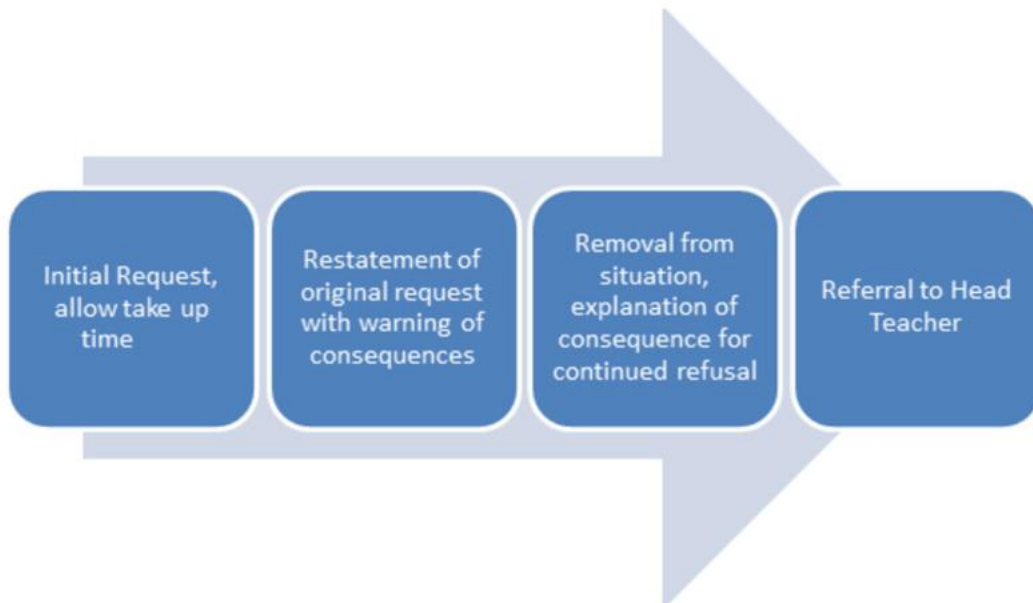 Initial Request,
allow take up
time
Restatement of
original request
with warning of
consequences
Removal from
situation,
explanation of
consequence for
continued refusal
Referral to Head
Teacher